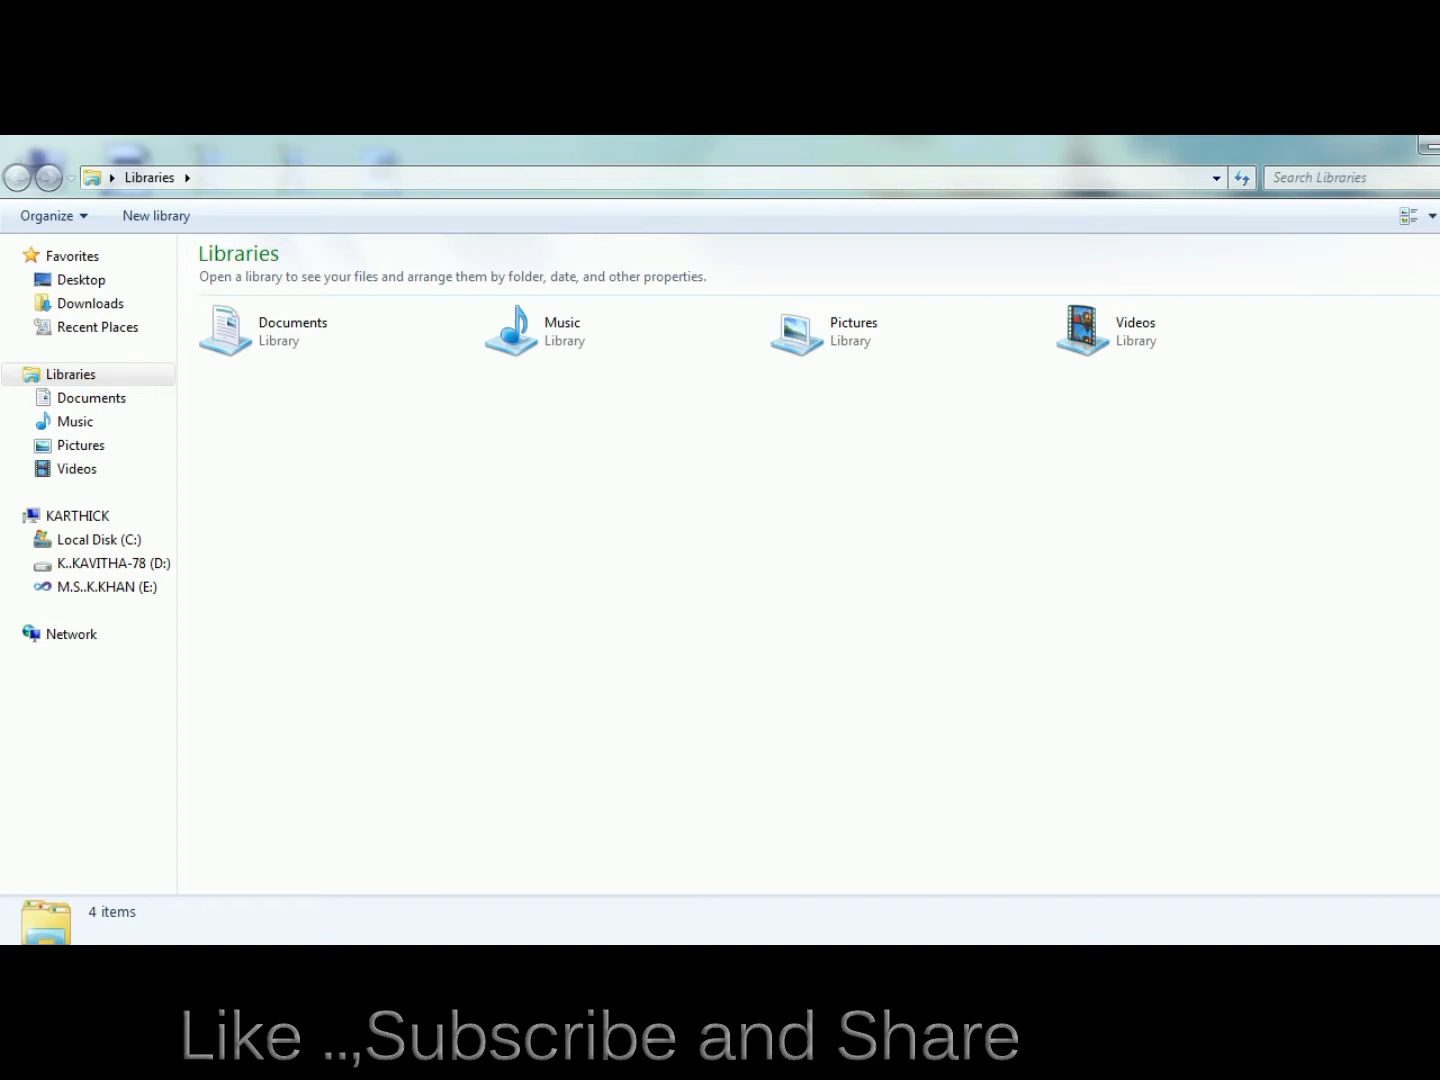 Libraries
Search Libraries
Organize
New library
Favorites
Desktop
Downloads
Recent Places
Libraries
Documents
Music
Pictures
Videos
KARTHICK
Local Disk (C:)
K..KAVITHA-78 (D:)
M.S..K.KHAN (E:)
Network
Libraries
Open a library to see your files and arrange them by folder, date, and other properties.
Documents
Library
Music
Library
Pictures
Library
Videos
Library
4 items
Like ..,Subscribe and Share